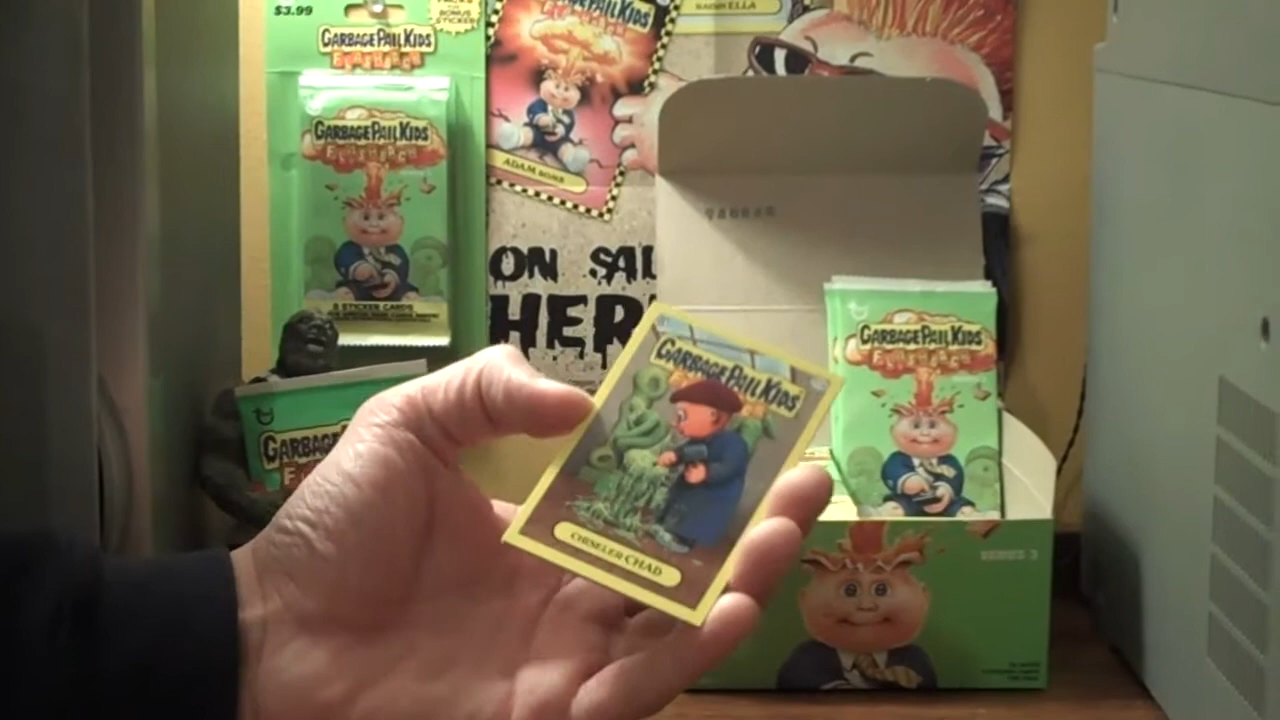 $3.99
BONUS
STICKER
GARBAGE PAIL KIDS
FLASHBACK
GARBAGE PAIL KIDS
FLASHBACK
GARBAGE PAIL KIDS
ADAM BOMB
ON SAL
HER
GARBAGE PAIL KIDS
CHISELER CHAD
GARBAGE PAIL KIDS
FLASHBACK
GARBAGE
SERIES 3